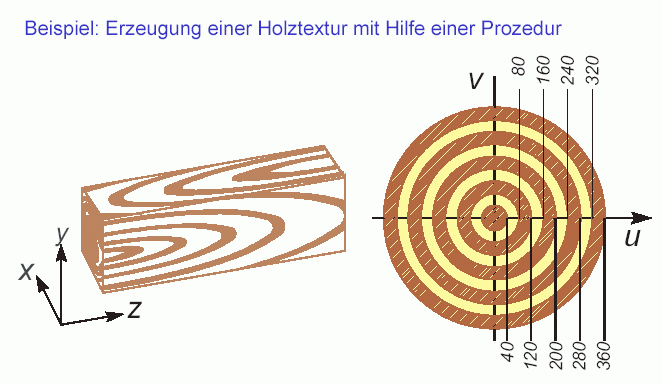 Beispiel: Erzeugung einer Holztextur mit Hilfe einer Prozedur
v
80
160
240
320
y
x
z
u
40
120
200
280
360